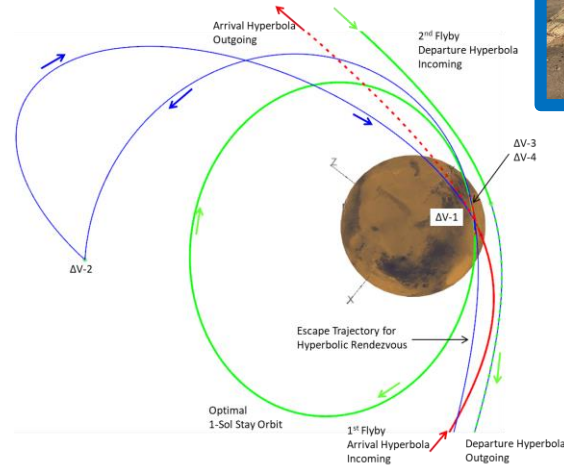 Arrival Hyperbola
Outgoing
2nd Flyby
Departure Hyperbola
Incoming
ΔV-3
ΔV-4
Z
ΔV-1
ΔV-2
X
Escape Trajectory for
Hyperbolic Rendezvous
Optimal
1-Sol Stay Orbit
1st Flyby
Arrival Hyperbola
Incoming
Departure Hyperbola
Outgoing